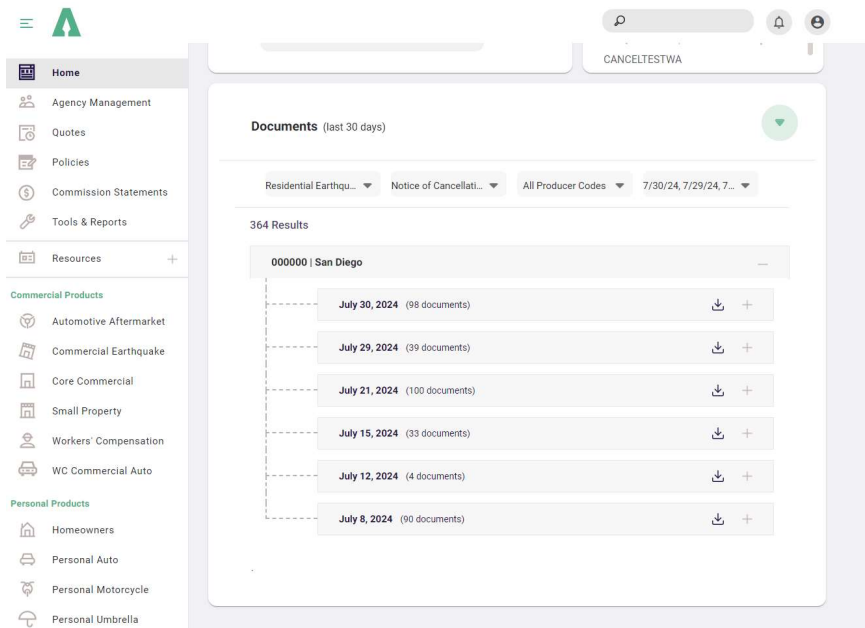 CANCELTESTWA
Home
Agency Management
Quotes
Policies
Commission Statements
Tools & Reports
Resources
Commercial Products
Automotive Aftermarket
Commercial Earthquake
Core Commercial
Small Property
Workers' Compensation
WC Commercial Auto
Personal Products
Homeowners
Personal Auto
Personal Motorcycle
Personal Umbrella
Documents (last 30 days)
Residential Earthqu... Notice of Cancellati... All Producer Codes 7/30/24, 7/29/24, 7...
364 Results
000000 | San Diego
July 30, 2024 (98 documents)
July 29, 2024 (39 documents)
July 21, 2024 (100 documents)
July 15, 2024 (33 documents)
July 12, 2024 (4 documents)
July 8, 2024 (90 documents)